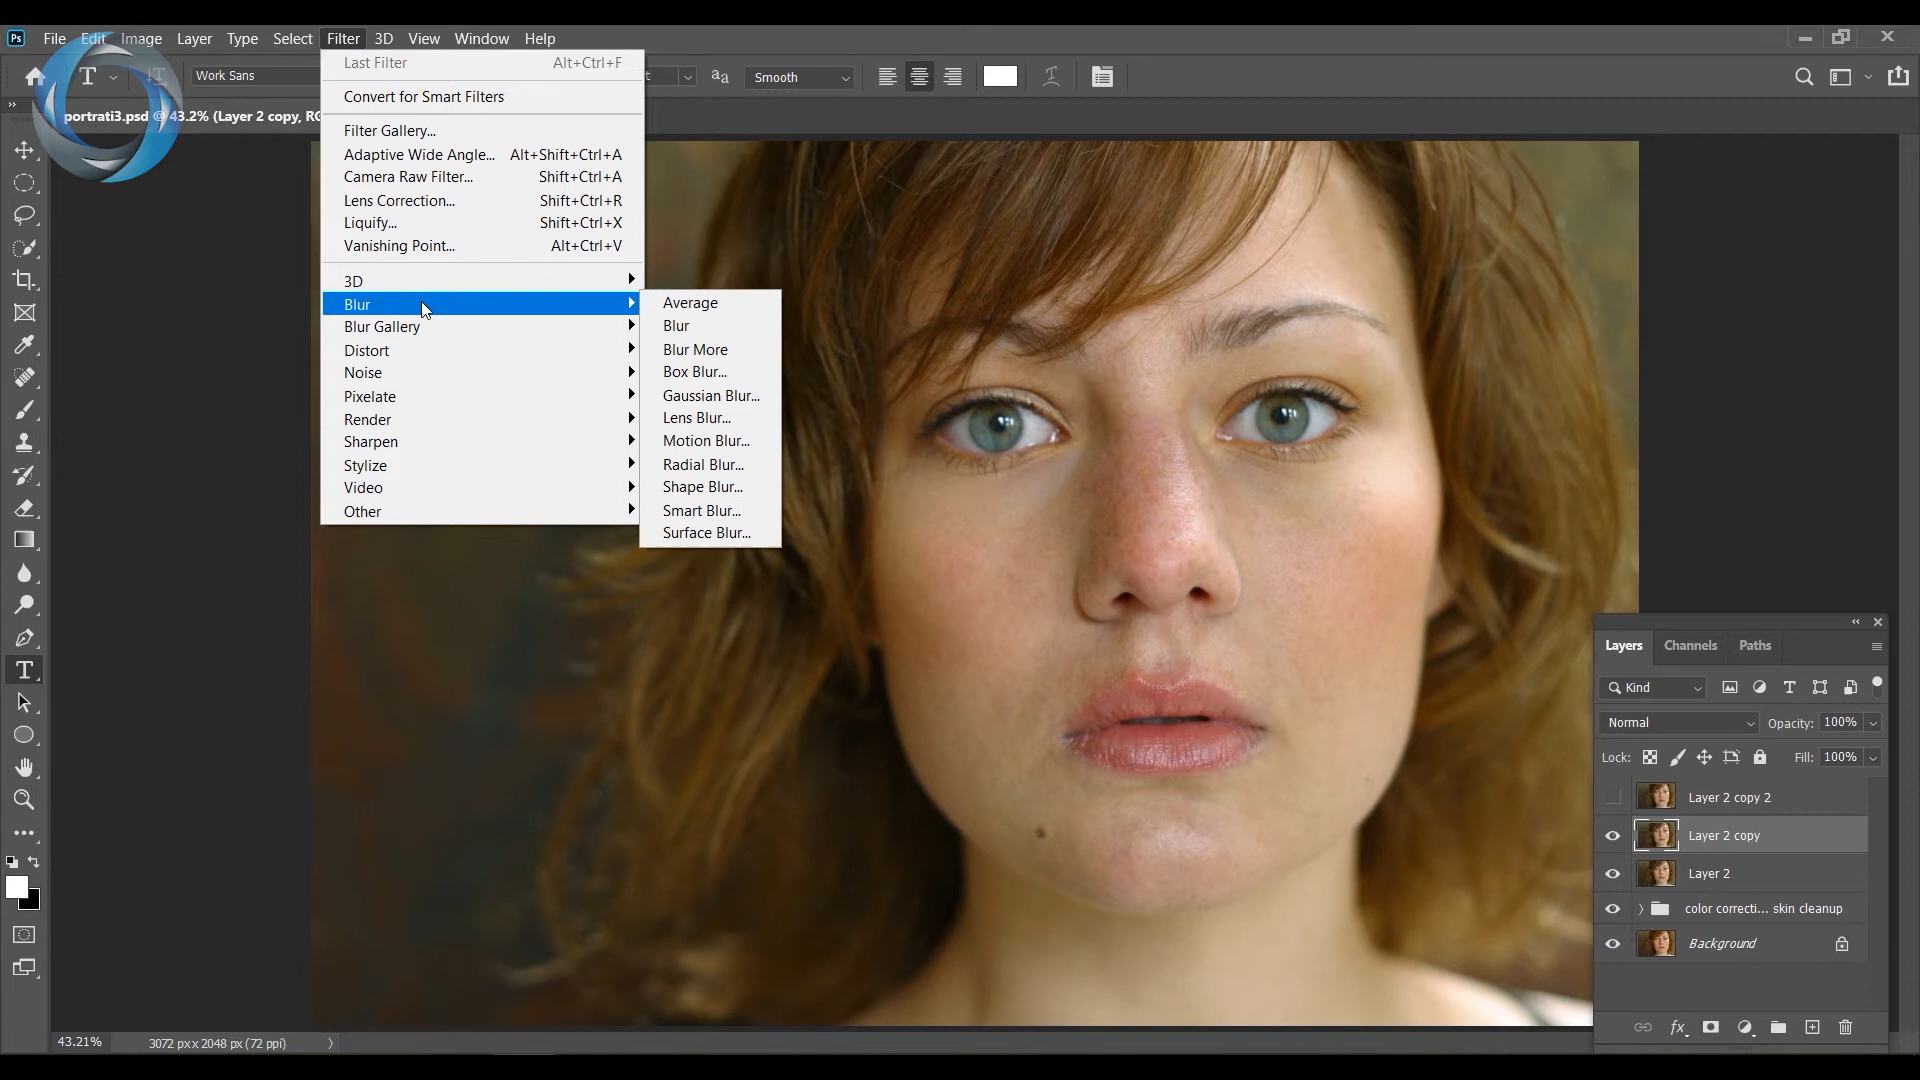 Ps File Edit Image Layer Type Select Filter 3D View Window Help
T Work Sans
Smooth
portrati3.psd @ 43.2% (Layer 2 copy, RG
Last Filter Alt+Ctrl+F
Convert for Smart Filters
Filter Gallery...
Adaptive Wide Angle... Alt+Shift+Ctrl+A
Camera Raw Filter... Shift+Ctrl+A
Lens Correction... Shift+Ctrl+R
Liquify... Shift+Ctrl+X
Vanishing Point... Alt+Ctrl+V
3D
Blur
Blur Gallery
Distort
Noise
Pixelate
Render
Sharpen
Stylize
Video
Other
Average
Blur
Blur More
Box Blur...
Gaussian Blur...
Lens Blur...
Motion Blur...
Radial Blur...
Shape Blur...
Smart Blur...
Surface Blur...
Layers Channels Paths
Kind
Normal Opacity: 100%
Lock: Fill: 100%
Layer 2 copy 2
Layer 2 copy
Layer 2
color correcti... skin cleanup
Background
fx
43.21% 3072 px x 2048 px (72 ppi)